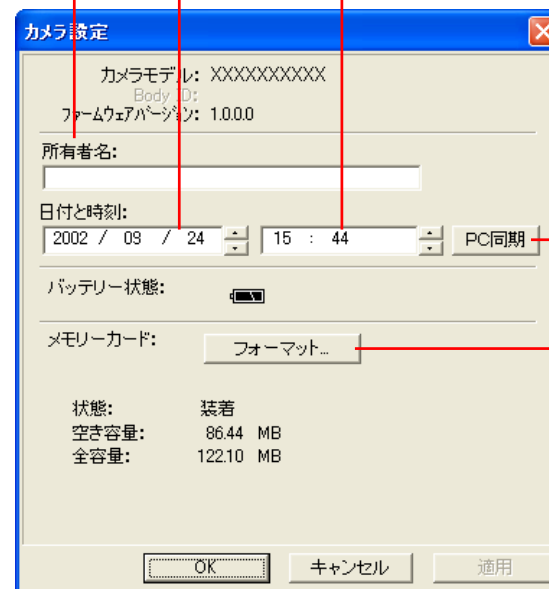 カメラ設定
カメラモデル: XXXXXXXXXX
Body ID:
ファームウェアバージョン: 1.0.0.0
所有者名:
日付と時刻:
2002 / 09 / 24 15 : 44 PC同期
バッテリー状態:
メモリーカード: フォーマット...
状態: 装着
空き容量: 86.44 MB
全容量: 122.10 MB
OK キャンセル 適用